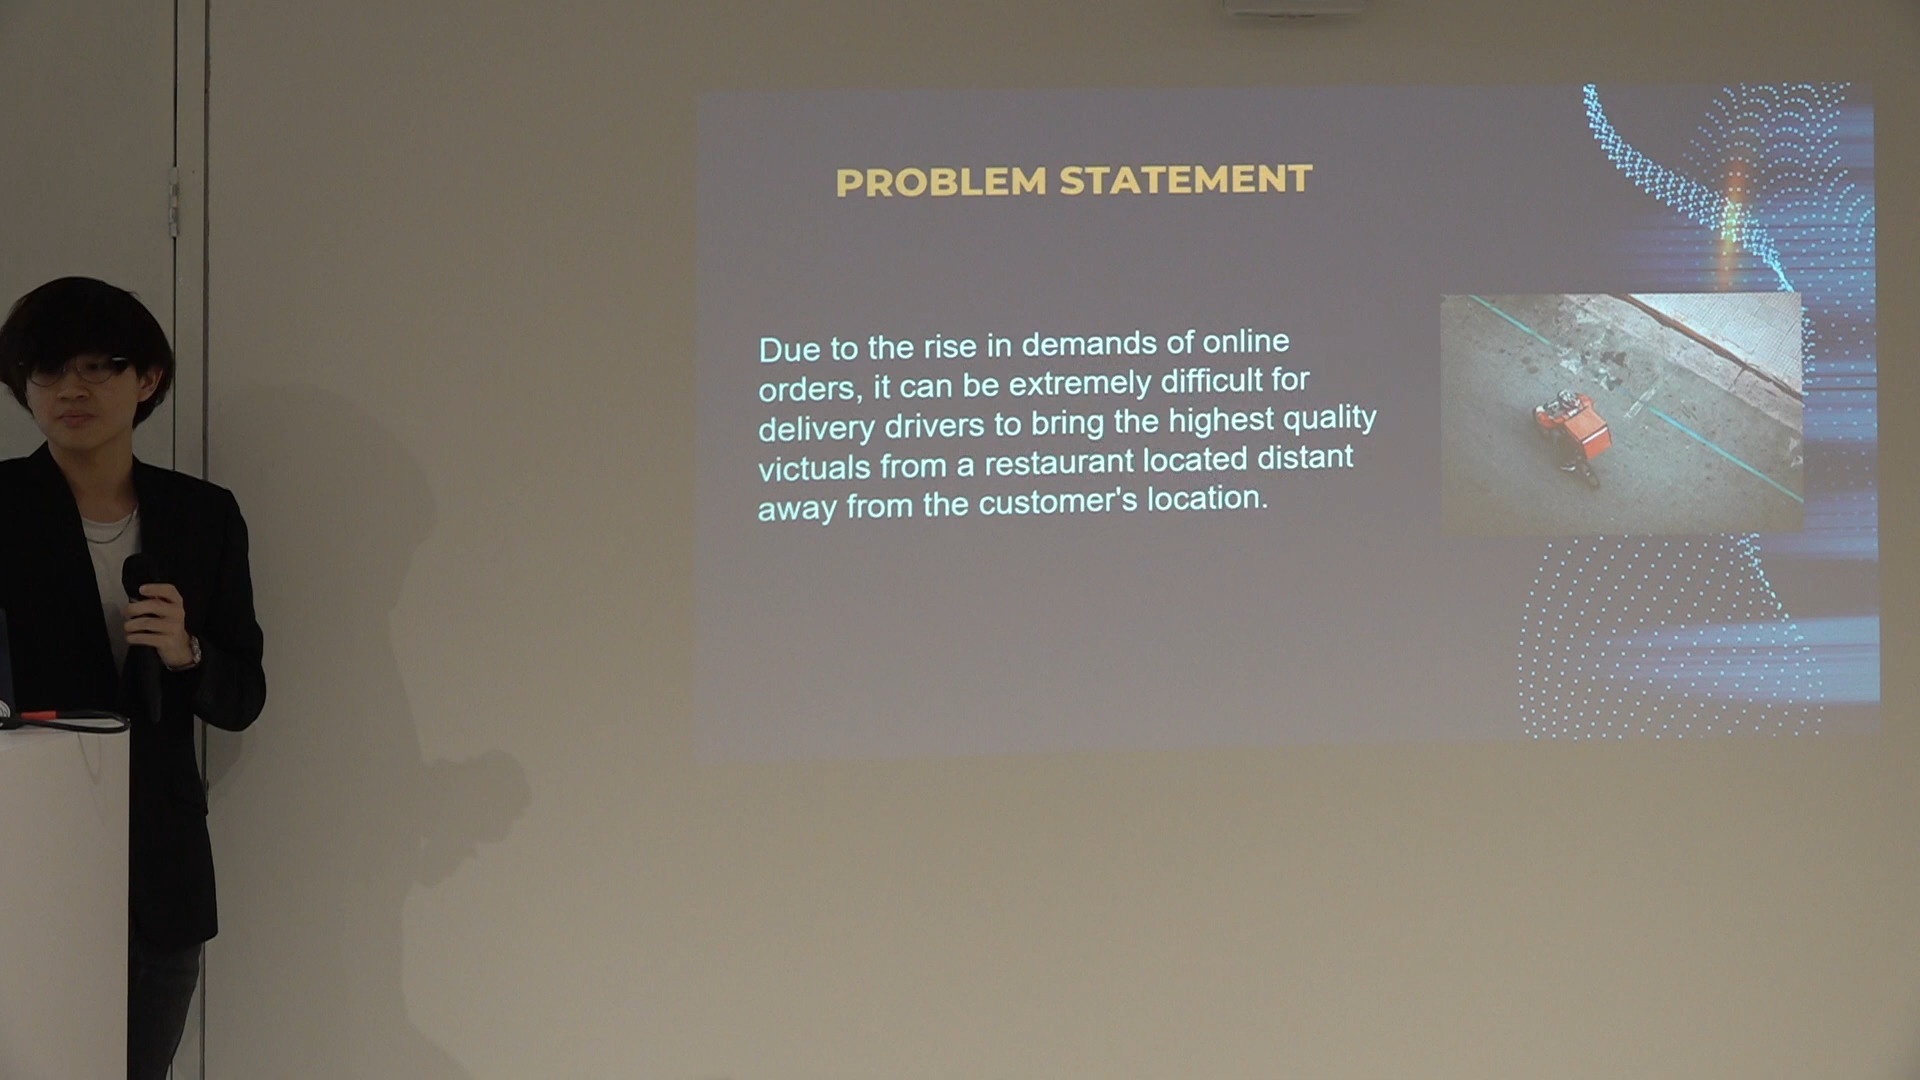 PROBLEM STATEMENT
Due to the rise in demands of online
orders, it can be extremely difficult for
delivery drivers to bring the highest quality
victuals from a restaurant located distant
away from the customer's location.